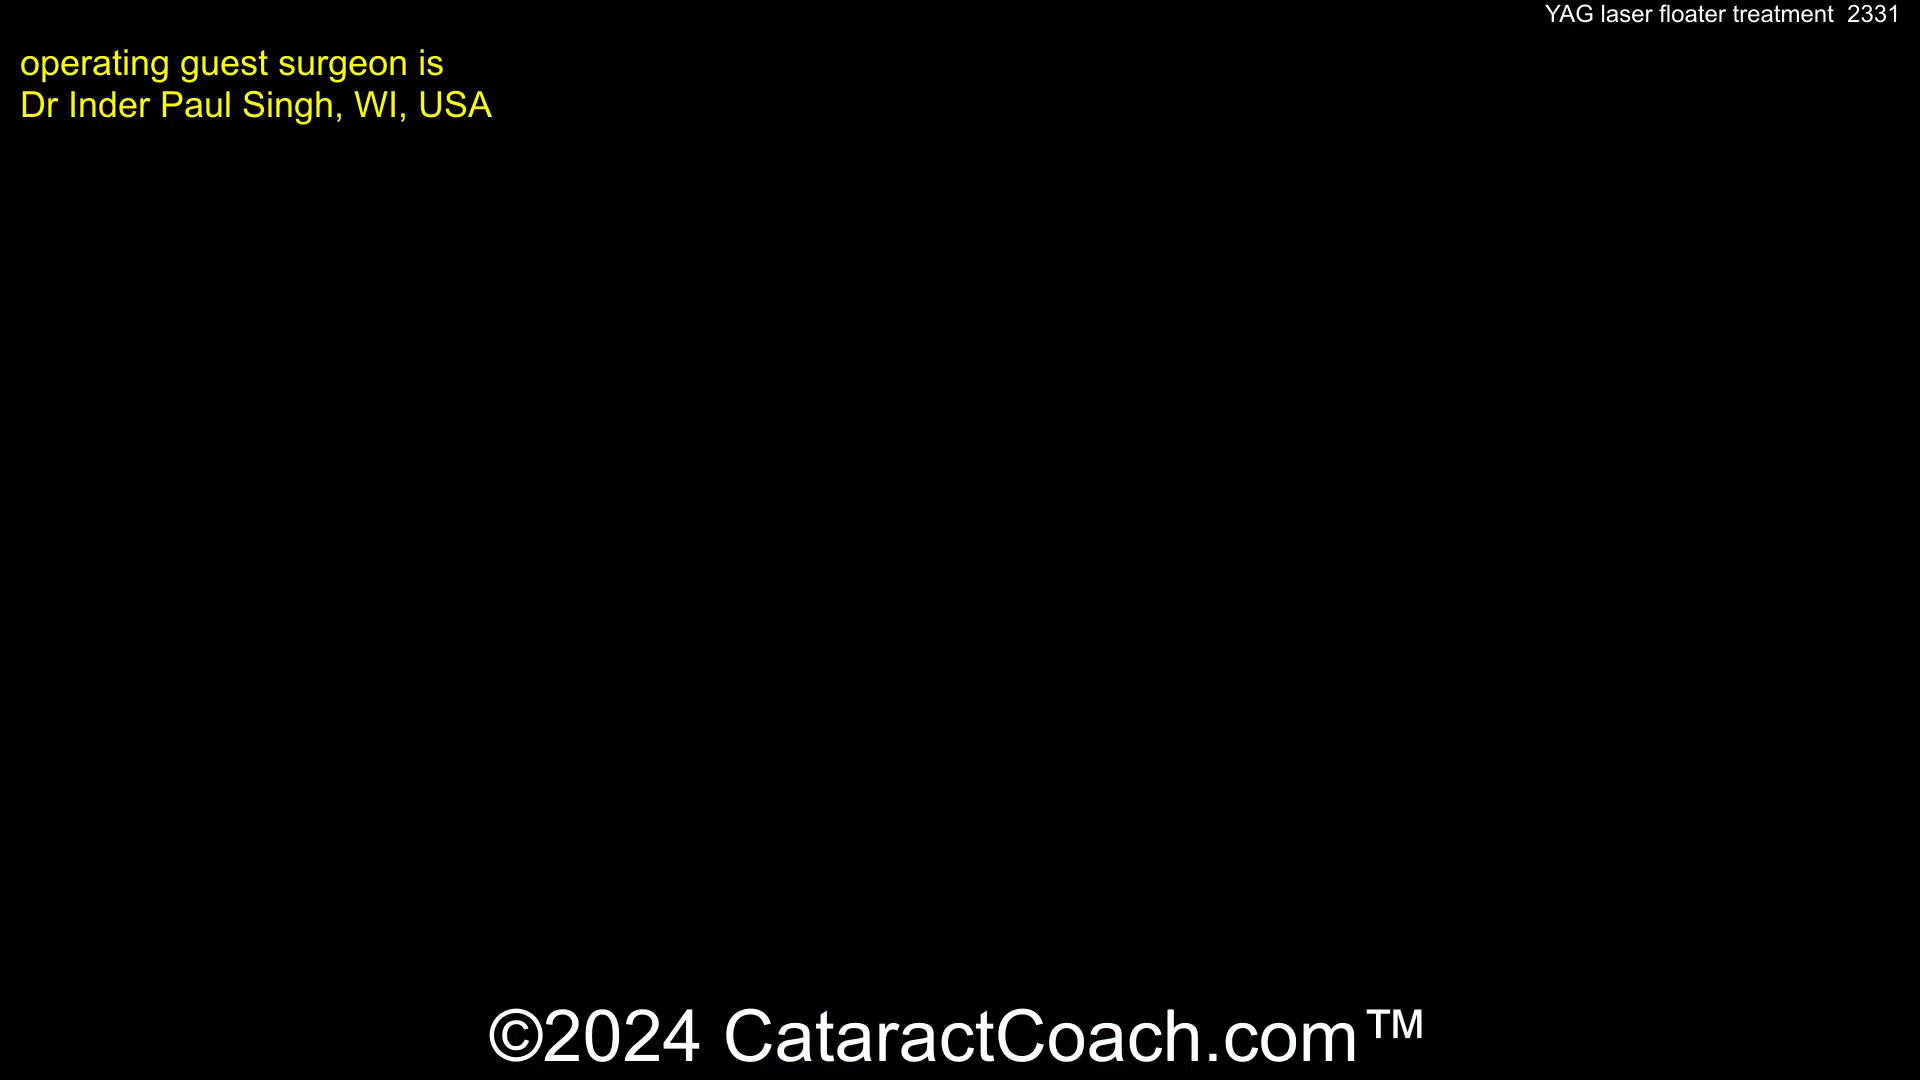 YAG laser floater treatment  2331
operating guest surgeon is
Dr Inder Paul Singh, WI, USA
©2024 CataractCoach.com™